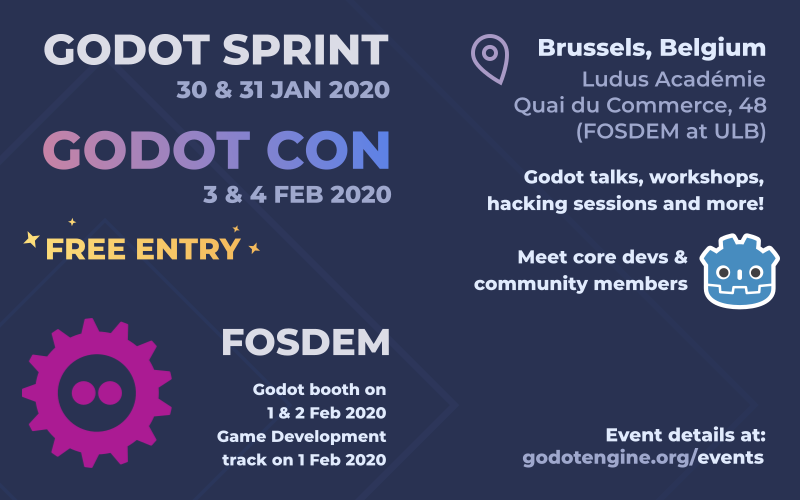 GODOT SPRINT
30 & 31 JAN 2020
GODOT CON
3 & 4 FEB 2020
FREE ENTRY
FOSDEM
Godot booth on
1 & 2 Feb 2020
Game Development
track on 1 Feb 2020
Brussels, Belgium
Ludus Académie
Quai du Commerce, 48
(FOSDEM at ULB)
Godot talks, workshops,
hacking sessions and more!
Meet core devs &
community members
Event details at:
godotengine.org/events